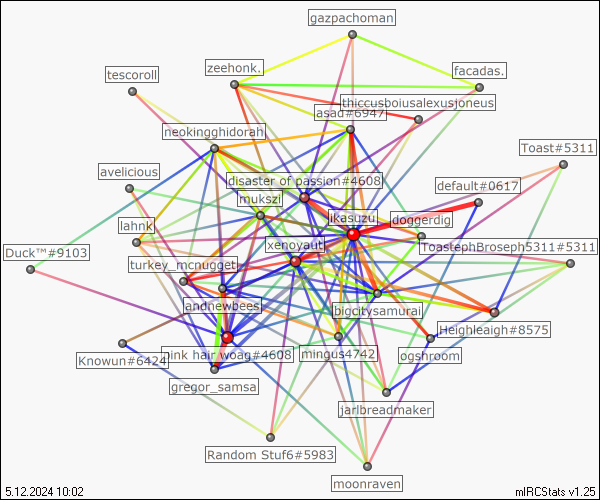 gazpachoman
zeehonk.
tescoroll
facadas.
thiccusboiusalexusjoneus
asad#6947
neokingghidorah
Toast#5311
avelicious
disaster of passion#4608
default#0617
mukszi
ikasuzu
doggerdig
lahnk
Duck™#9103
xenoyaut
ToastephBroseph5311#5311
turkey_mcnugget
andnewbees
bigcitysamurai
Heighleigh#8575
Knowun#6424
pink hair woag#4608
mingus4742
ogshroom
gregor_samsa
jarlbreadmaker
Random Stuf6#5983
moonraven
5.12.2024 10:02
mIRCStats v1.25